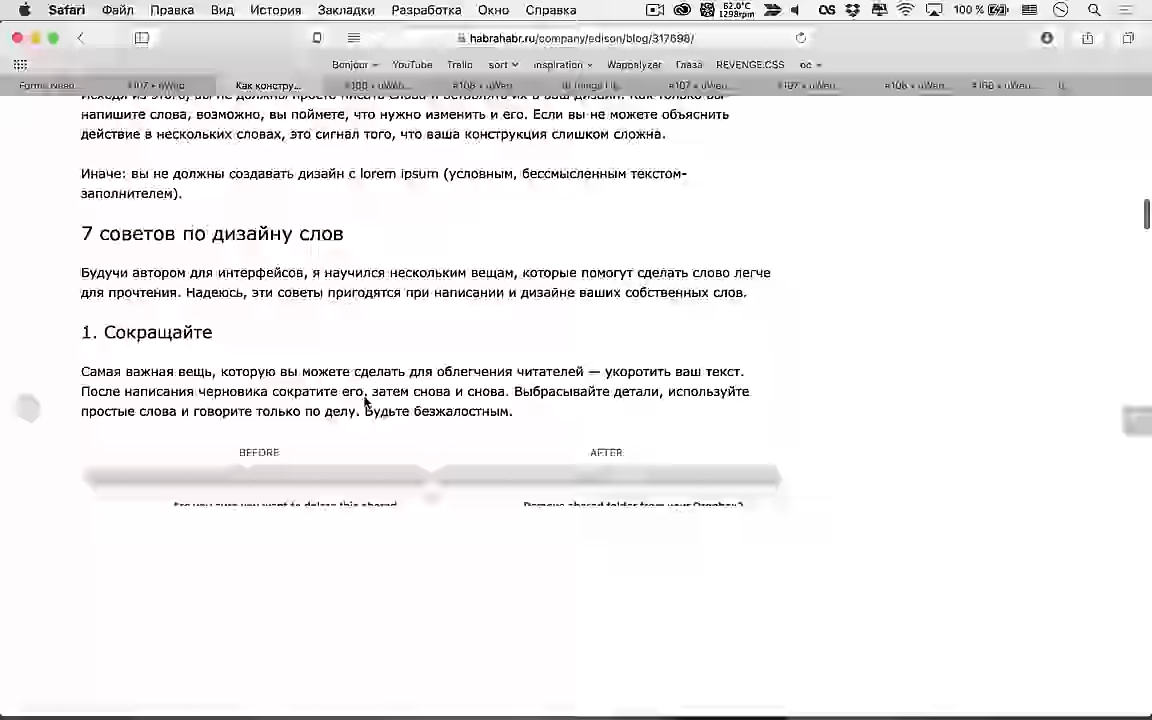 Safari Файл Правка Вид История Закладки Разработка Окно Справка 62.0°C 1298rpm 100 %
habrahabr.ru/company/edison/blog/317698/
Bonjour YouTube Trello sort Inspiration Wappalyzer Глаза REVENGE.CSS
Как констру...
напишите слова, возможно, вы поймете, что нужно изменить и его. Если вы не можете объяснить
действие в нескольких словах, это сигнал того, что ваша конструкция слишком сложна.
Иначе: вы не должны создавать дизайн с lorem ipsum (условным, бессмысленным текстом-
заполнителем).
7 советов по дизайну слов
Будучи автором для интерфейсов, я научился нескольким вещам, которые помогут сделать слово легче
для прочтения. Надеюсь, эти советы пригодятся при написании и дизайне ваших собственных слов.
1. Сокращайте
Самая важная вещь, которую вы можете сделать для облегчения читателей — укоротить ваш текст.
После написания черновика сократите его, затем снова и снова. Выбрасывайте детали, используйте
простые слова и говорите только по делу. Будьте безжалостным.
BEFORE AFTER